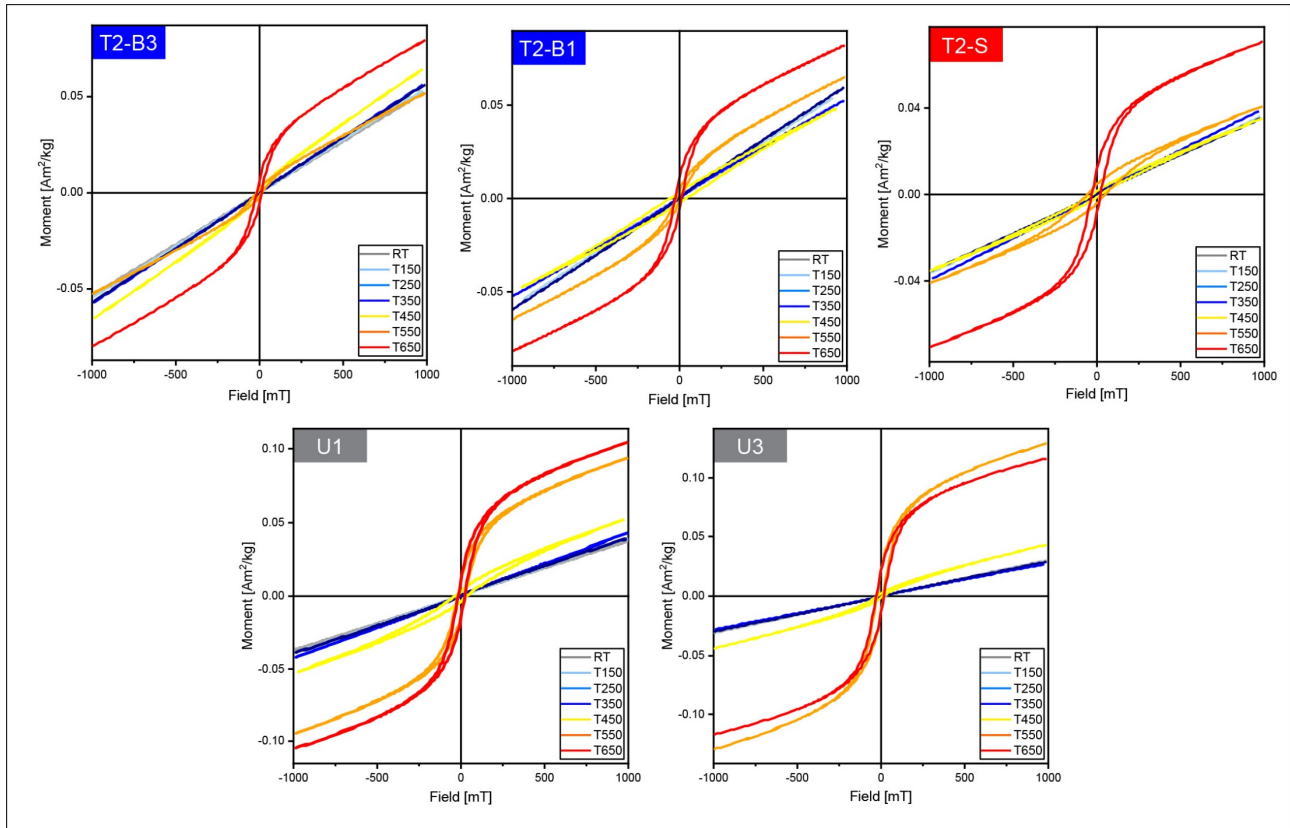 T2-B3
Moment [Am²/kg]
0.05
0.00
-0.05
RT
T150
T250
T350
T450
T550
T650
-1000
-500
0
500
1000
Field [mT]
T2-B1
Moment [Am²/kg]
0.05
0.00
-0.05
RT
T150
T250
T350
T450
T550
T650
-1000
-500
0
500
1000
Field [mT]
T2-S
Moment [Am²/kg]
0.04
0.00
-0.04
RT
T150
T250
T350
T450
T550
T650
-1000
-500
0
500
1000
Field [mT]
U1
Moment [Am²/kg]
0.10
0.05
0.00
-0.05
-0.10
RT
T150
T250
T350
T450
T550
T650
-1000
-500
0
500
1000
Field [mT]
U3
Moment [Am²/kg]
0.10
0.05
0.00
-0.05
-0.10
RT
T150
T250
T350
T450
T550
T650
-1000
-500
0
500
1000
Field [mT]